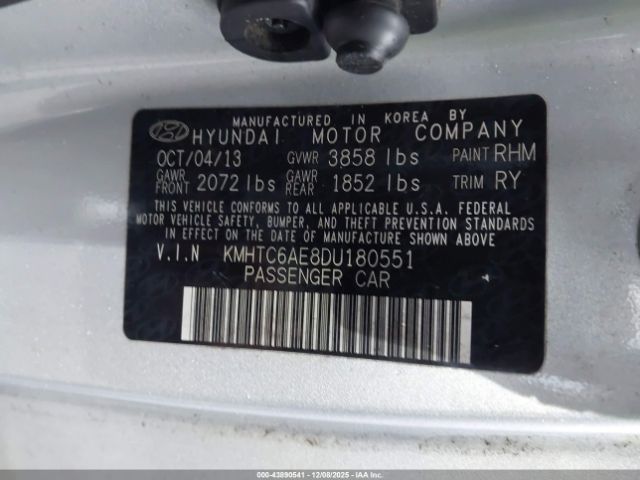 MANUFACTURED IN KOREA BY
HYUNDAI MOTOR COMPANY
OCT/04/13 GVWR 3858 lbs PAINT RHM
GAWR FRONT 2072 lbs GAWR REAR 1852 lbs TRIM RY
THIS VEHICLE CONFORMS TO ALL APPLICABLE U.S.A. FEDERAL
MOTOR VEHICLE SAFETY, BUMPER, AND THEFT PREVENTION STANDARDS
IN EFFECT ON THE DATE OF MANUFACTURE SHOWN ABOVE
V.I.N KMHTC6AE8DU180551
PASSENGER CAR
000-43890541 - 12/08/2025 - IAA Inc.